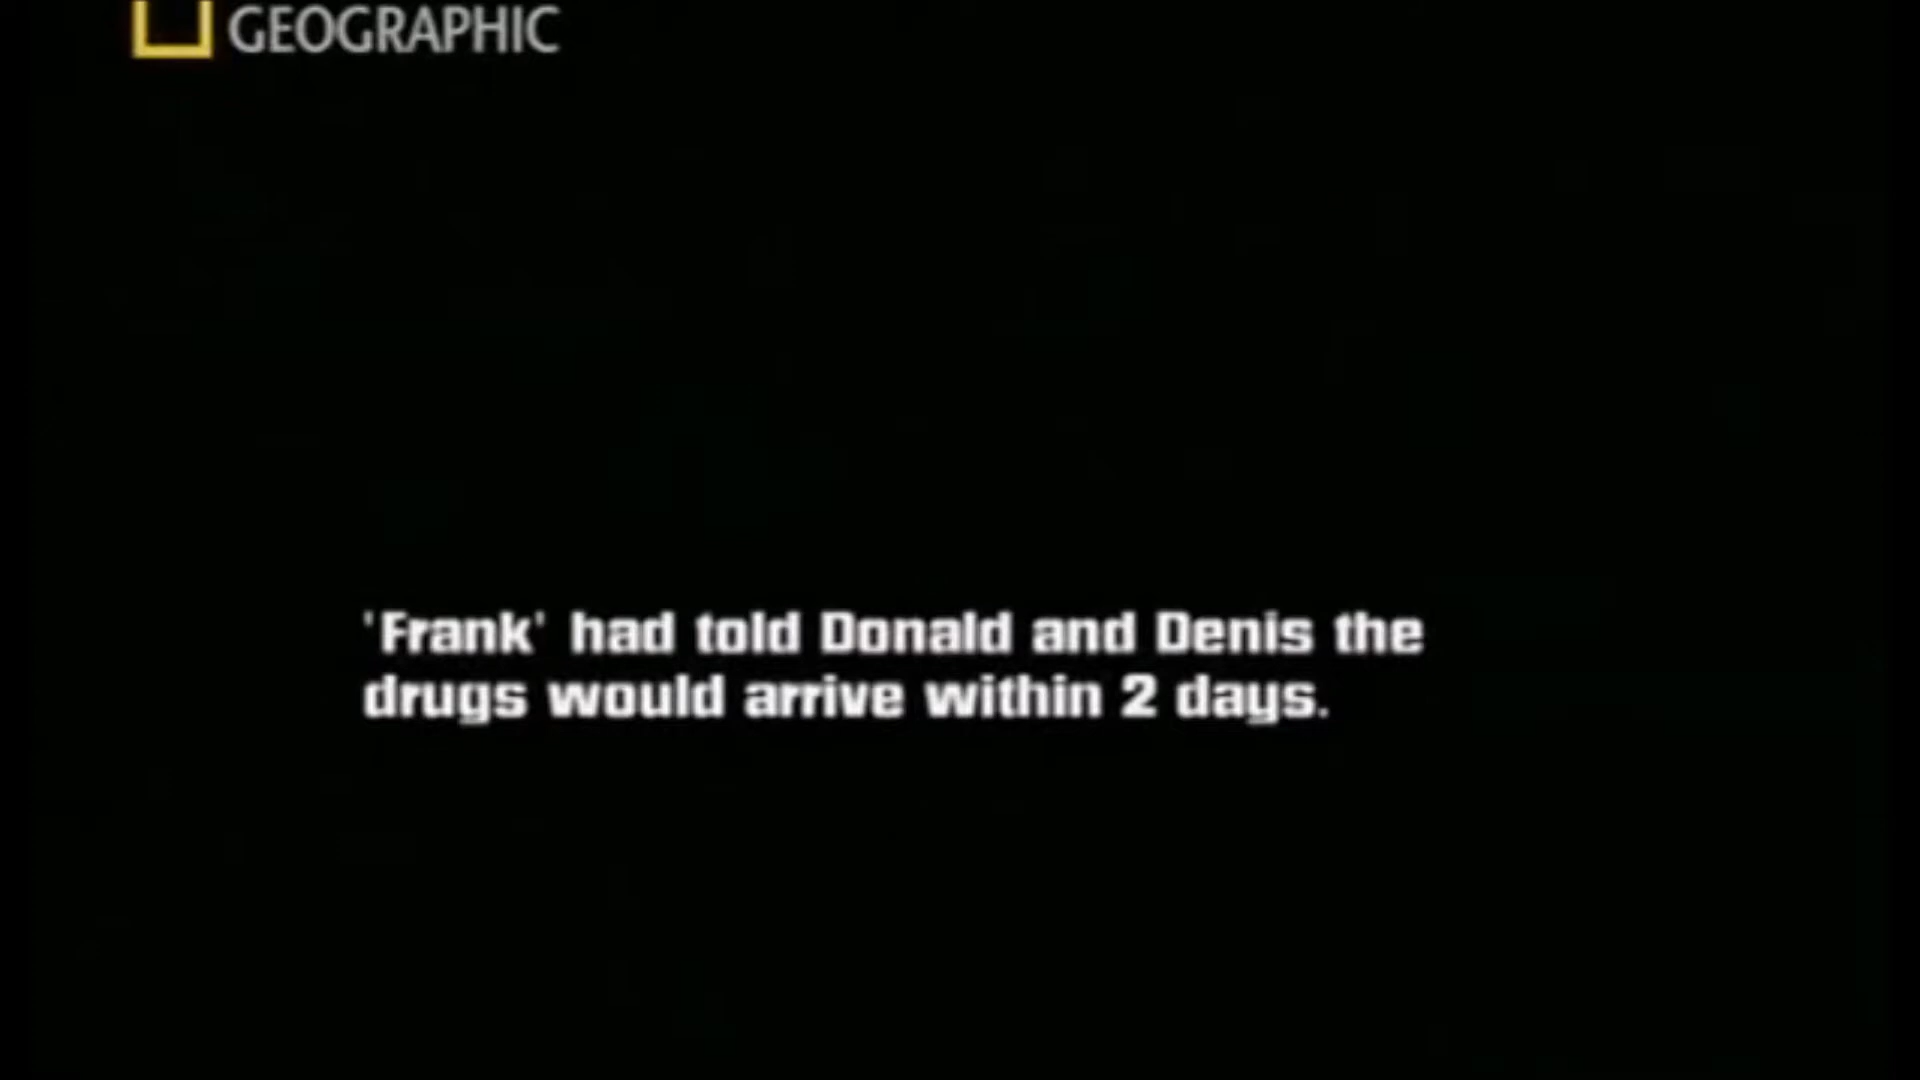 GEOGRAPHIC
'Frank' had told Donald and Denis the
drugs would arrive within 2 days.